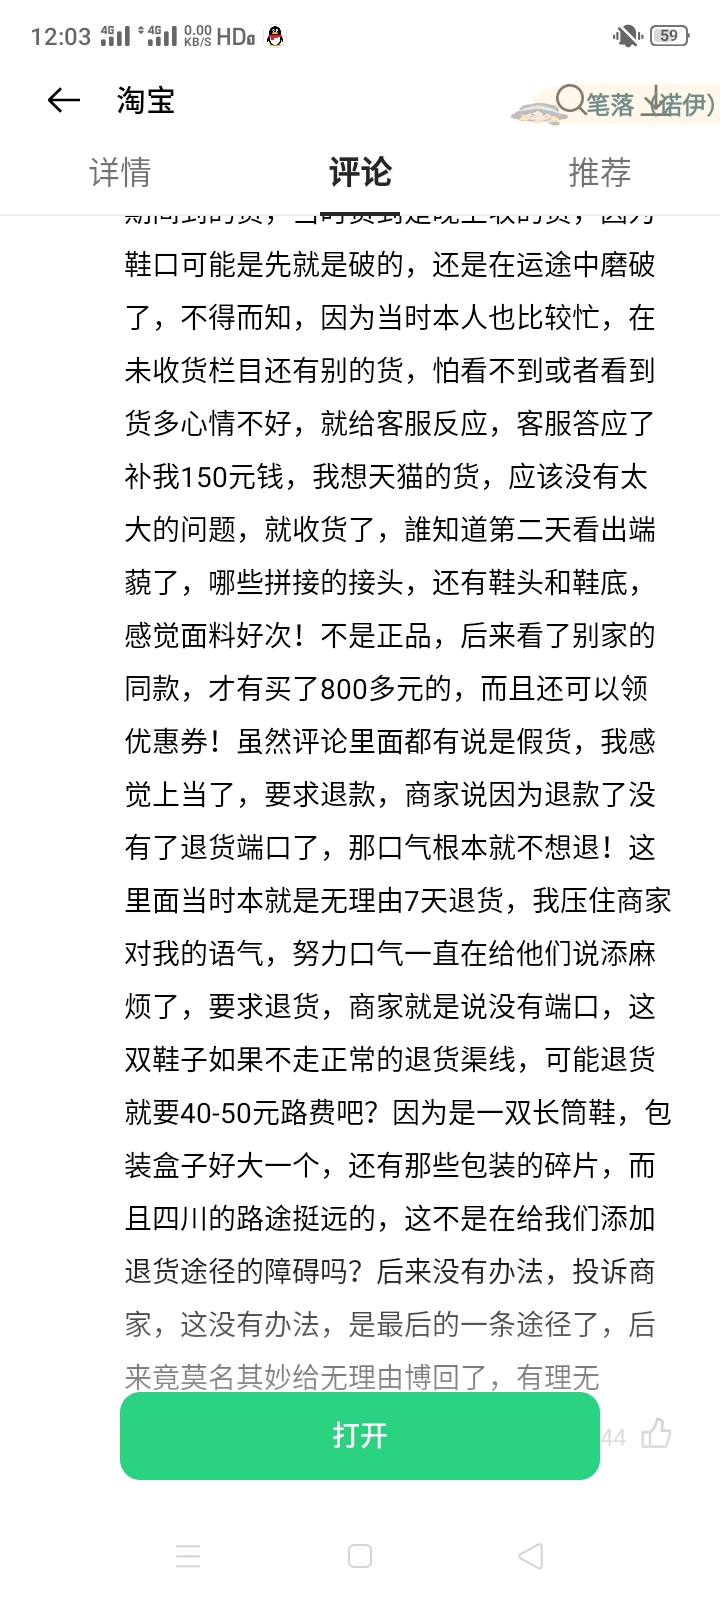 12:03 4G 4G 0.00 KB/S HD 59
淘宝
笔落
诺伊）
详情 评论 推荐
期间到的货，当时货到是晚上收的货，因为
鞋口可能是先就是破的，还是在运途中磨破
了，不得而知，因为当时本人也比较忙，在
未收货栏目还有别的货，怕看不到或者看到
货多心情不好，就给客服反应，客服答应了
补我150元钱，我想天猫的货，应该没有太
大的问题，就收货了，誰知道第二天看出端
藐了，哪些拼接的接头，还有鞋头和鞋底，
感觉面料好次！不是正品，后来看了别家的
同款，才有买了800多元的，而且还可以领
优惠券！虽然评论里面都有说是假货，我感
觉上当了，要求退款，商家说因为退款了没
有了退货端口了，那口气根本就不想退！这
里面当时本就是无理由7天退货，我压住商家
对我的语气，努力口气一直在给他们说添麻
烦了，要求退货，商家就是说没有端口，这
双鞋子如果不走正常的退货渠线，可能退货
就要40-50元路费吧？因为是一双长筒鞋，包
装盒子好大一个，还有那些包装的碎片，而
且四川的路途挺远的，这不是在给我们添加
退货途径的障碍吗？后来没有办法，投诉商
家，这没有办法，是最后的一条途径了，后
来竟莫名其妙给无理由博回了，有理无
打开
44